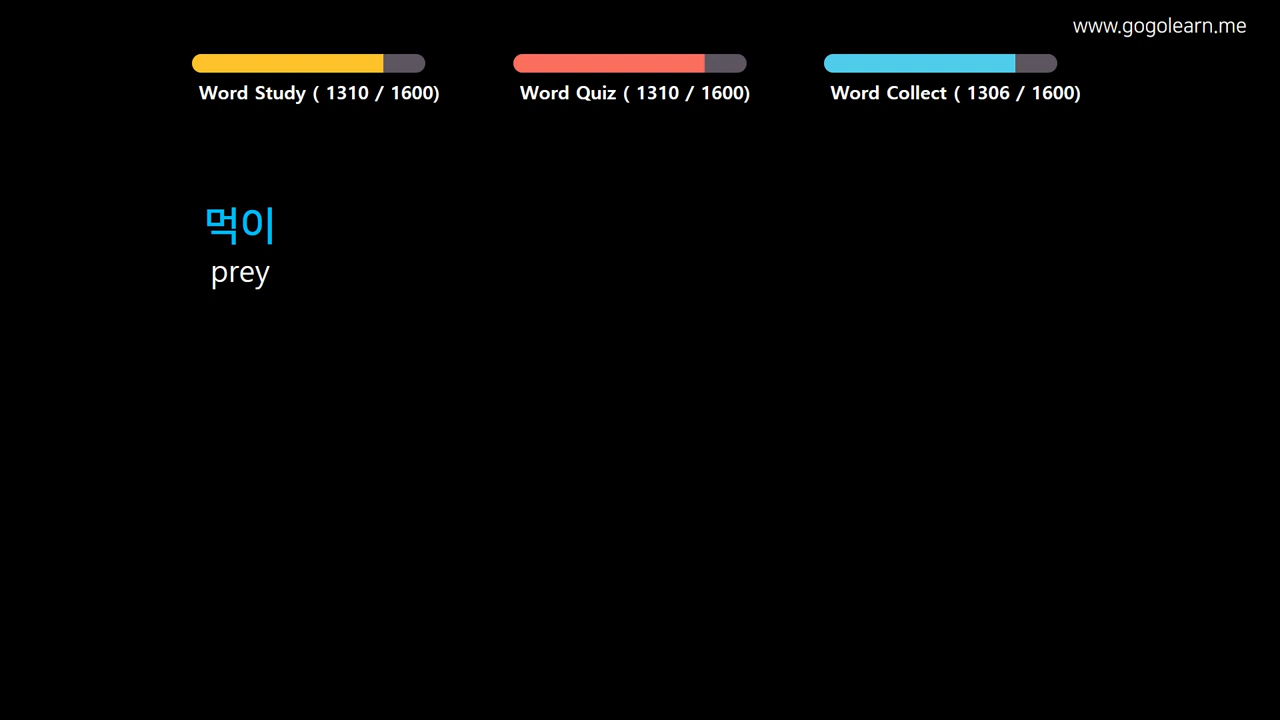 www.gogolearn.me
Word Study ( 1310 / 1600)
Word Quiz ( 1310 / 1600)
Word Collect ( 1306 / 1600)
먹이
prey